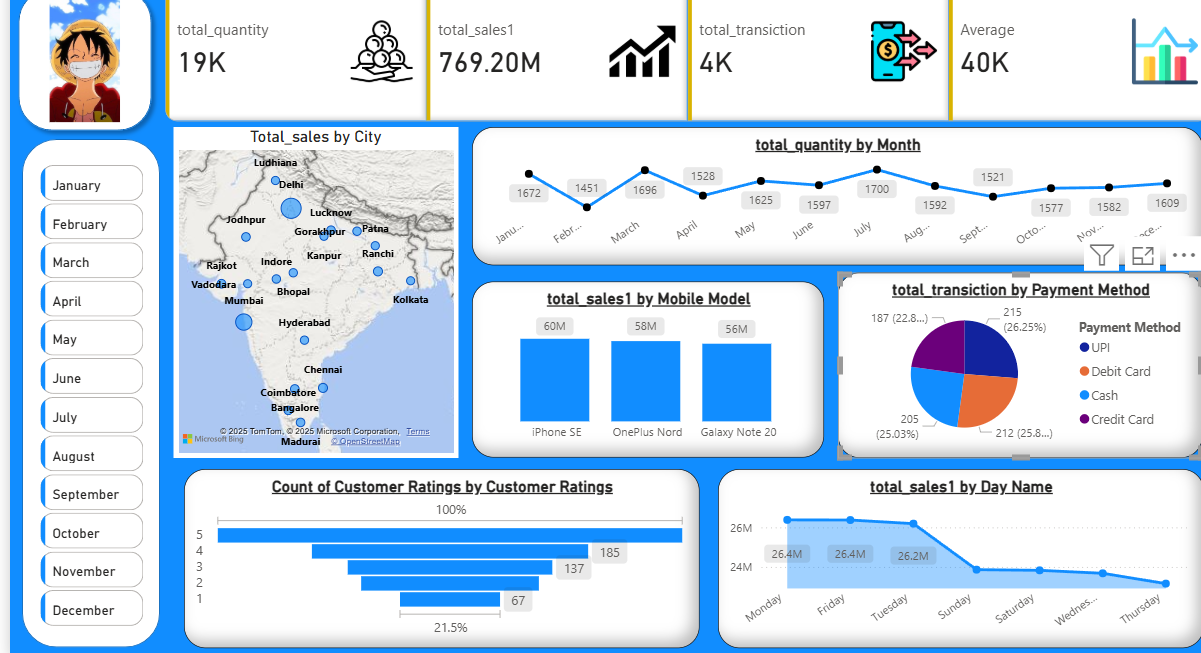 total_quantity
19K
total_sales1
769.20M
total_transiction
4K
Average
40K
January
February
March
April
May
June
July
August
September
October
November
December
Total_sales by City
Ludhiana
Delhi
Jodhpur
Lucknow
Gorakhpur
Patna
Kanpur
Ranchi
Rajkot
Indore
Vadodara
Bhopal
Mumbai
Kolkata
Hyderabad
Chennai
Coimbatore
Bangalore
Madurai
Microsoft Bing
© 2025 TomTom, © 2025 Microsoft Corporation, Terms
© OpenStreetMap
total_quantity by Month
1672
1451
1696
1528
1625
1597
1700
1592
1521
1577
1582
1609
Janu...
Febr...
March
April
May
June
July
Aug...
Sept...
Octo...
Nov...
Dece...
total_sales1 by Mobile Model
60M
58M
56M
iPhone SE
OnePlus Nord
Galaxy Note 20
total_transiction by Payment Method
187 (22.8...)
215
(26.25%)
205
(25.03%)
212 (25.8...)
Payment Method
UPI
Debit Card
Cash
Credit Card
Count of Customer Ratings by Customer Ratings
100%
5
4
185
3
137
2
1
67
21.5%
total_sales1 by Day Name
26M
24M
26.4M
26.4M
26.2M
Monday
Friday
Tuesday
Sunday
Saturday
Wednes...
Thursday